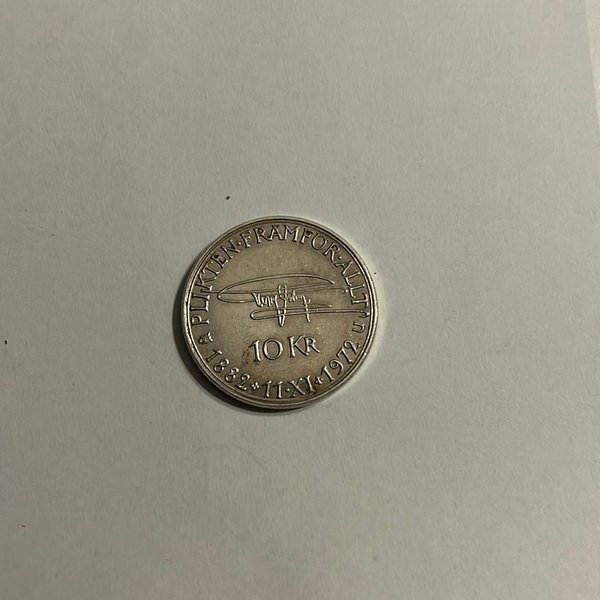 PLIKTEN·FRAMFÖR·ALLT
10 KR
1882*11·XI*1972